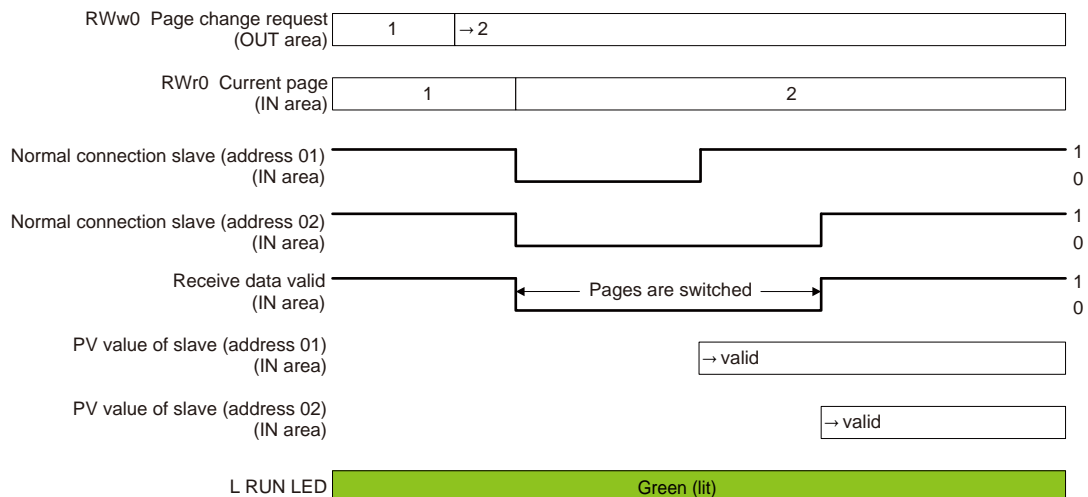 RWw0 Page change request
(OUT area)
1
→2
RWr0 Current page
(IN area)
1
2
Normal connection slave (address 01)
(IN area)
1
0
Normal connection slave (address 02)
(IN area)
1
0
Receive data valid
(IN area)
Pages are switched
1
0
PV value of slave (address 01)
(IN area)
→valid
PV value of slave (address 02)
(IN area)
→valid
L RUN LED
Green (lit)